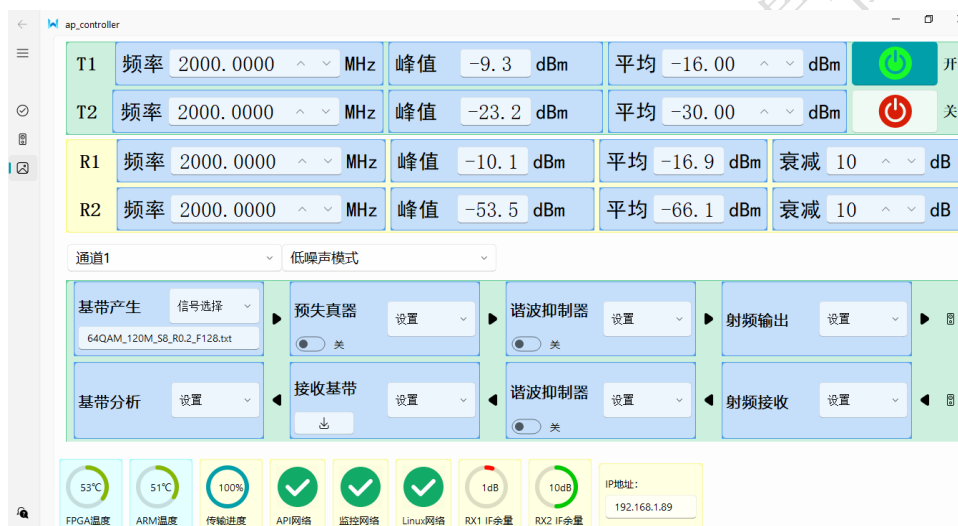 ap_controller
T1 频率 2000.0000 MHz 峰值 -9.3 dBm 平均 -16.00 dBm 开
T2 频率 2000.0000 MHz 峰值 -23.2 dBm 平均 -30.00 dBm 关
R1 频率 2000.0000 MHz 峰值 -10.1 dBm 平均 -16.9 dBm 衰减 10 dB
R2 频率 2000.0000 MHz 峰值 -53.5 dBm 平均 -66.1 dBm 衰减 10 dB
通道1 低噪声模式
基带产生 信号选择 预失真器 设置 谐波抑制器 设置 射频输出 设置
64QAM_120M_S8_R0.2_F128.txt 关 关
基带分析 设置 接收基带 设置 谐波抑制器 设置 射频接收 设置
关
53℃ 51℃ 100% 1dB 10dB IP地址:
192.168.1.89
FPGA温度 ARM温度 传输进度 API网络 监控网络 Linux网络 RX1 IF余量 RX2 IF余量